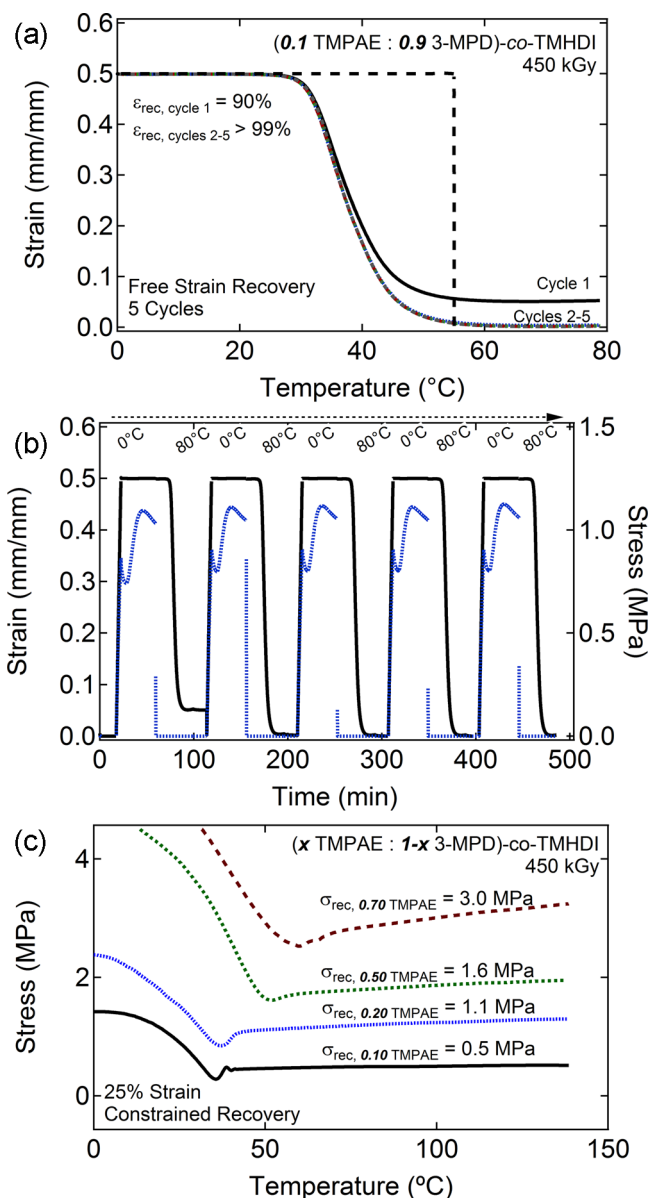 (a)
(0.1 TMPAE : 0.9 3-MPD)-co-TMHDI
450 kGy
εrec, cycle 1 = 90%
εrec, cycles 2-5 > 99%
Free Strain Recovery
5 Cycles
Cycle 1
Cycles 2-5
Strain (mm/mm)
0.6
0.5
0.4
0.3
0.2
0.1
0.0
0 20 40 60 80
Temperature (°C)
(b)
0°C 80°C 0°C 80°C 0°C 80°C 0°C 80°C 0°C 80°C
Strain (mm/mm)
0.6
0.5
0.4
0.3
0.2
0.1
0.0
1.5
1.0
0.5
0.0
Stress (MPa)
0 100 200 300 400 500
Time (min)
(c)
(x TMPAE : 1-x 3-MPD)-co-TMHDI
450 kGy
σrec, 0.70 TMPAE = 3.0 MPa
σrec, 0.50 TMPAE = 1.6 MPa
σrec, 0.20 TMPAE = 1.1 MPa
σrec, 0.10 TMPAE = 0.5 MPa
25% Strain
Constrained Recovery
Stress (MPa)
4
2
0
0 50 100 150
Temperature (ºC)